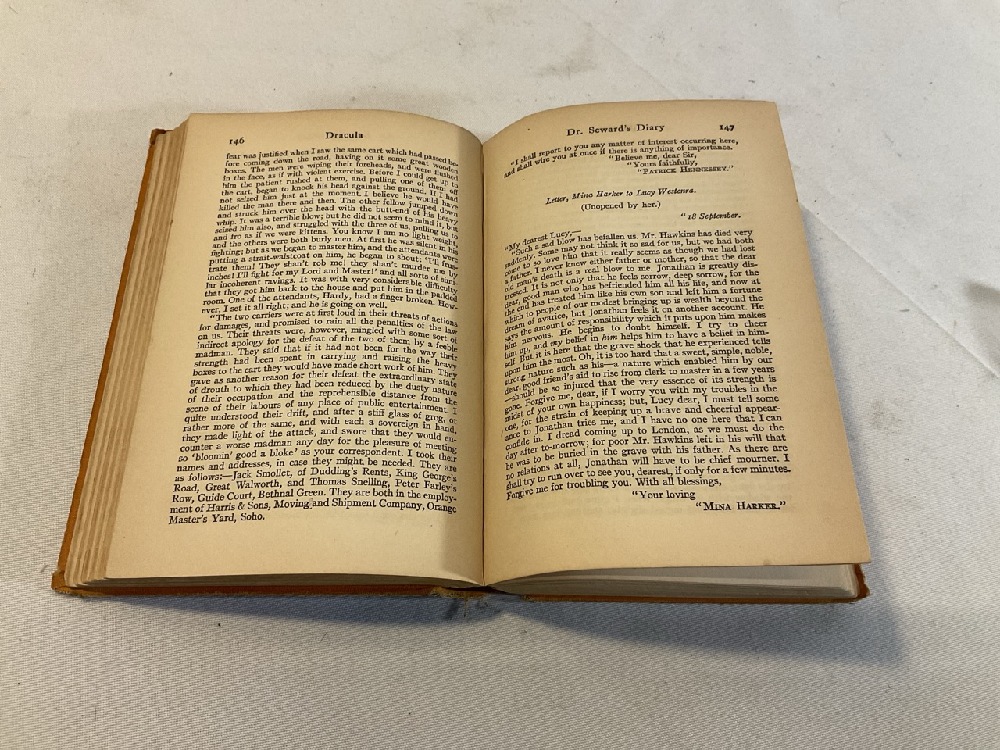 146
Dracula
fear was justified when I saw the same cart which had passed be-
fore coming down the road, having on it some great wooden
boxes. The men were wiping their foreheads, and were flushed
in the face, as if with violent exercise. Before I could get up to
him the patient rushed at them, and pulling one of them off
the cart, began to knock his head against the ground. If I had
not seized him just at the moment, I believe he would have
killed the man there and then. The other fellow jumped down
and struck him over the head with the butt-end of his heavy
whip. It was a terrible blow; but he did not seem to mind it, but
seized him also, and struggled with the three of us, pulling us to
and fro as if we were kittens. You know I am no light weight,
and the others were both burly men. At first he was silent in his
fighting; but as we began to master him, and the attendants were
putting a strait-waistcoat on him, he began to shout: 'I'll frus-
trate them! They shan't rob me! they shan't murder me by
inches! I'll fight for my Lord and Master!' and all sorts of simi-
lar incoherent ravings. It was with very considerable difficulty
that they got him back to the house and put him in the padded
room. One of the attendants, Hardy, had a finger broken. How-
ever, I set it all right; and he is going on well.
"The two carriers were at first loud in their threats of actions
for damages, and promised to rain all the penalties of the law
on us. Their threats were, however, mingled with some sort of
indirect apology for the defeat of the two of them by a feeble
madman. They said that if it had not been for the way their
strength had been spent in carrying and raising the heavy
boxes to the cart they would have made short work of him. They
gave as another reason for their defeat the extraordinary state
of drouth to which they had been reduced by the dusty nature
of their occupation and the reprehensible distance from the
scene of their labours of any place of public entertainment. I
quite understood their drift, and after a stiff glass of grog, or
rather more of the same, and with each a sovereign in hand,
they made light of the attack, and swore that they would en-
counter a worse madman any day for the pleasure of meeting
so 'bloomin' good a bloke' as your correspondent. I took their
names and addresses, in case they might be needed. They are
as follows:—Jack Smollet, of Dudding's Rents, King George's
Road, Great Walworth, and Thomas Snelling, Peter Farley's
Row, Guide Court, Bethnal Green. They are both in the employ-
ment of Harris & Sons, Moving and Shipment Company, Orange
Master's Yard, Soho.
Dr. Seward's Diary
147
"I shall report to you any matter of interest occurring here,
and shall wire you at once if there is anything of importance.
"Believe me, dear Sir,
"Yours faithfully,
"Patrick Hennessey."
Letter, Mina Harker to Lucy Westenra.
(Unopened by her.)
"18 September.
"My dearest Lucy,—
"Such a sad blow has befallen us. Mr. Hawkins has died very
suddenly. Some may not think it so sad for us, but we had both
come to so love him that it really seems as though we had lost
a father. I never knew either father or mother, so that the dear
old man's death is a real blow to me. Jonathan is greatly dis-
tressed. It is not only that he feels sorrow, deep sorrow, for the
dear, good man who has befriended him all his life, and now at
the end has treated him like his own son and left him a fortune
which to people of our modest bringing up is wealth beyond the
dream of avarice, but Jonathan feels it on another account. He
says the amount of responsibility which it puts upon him makes
him nervous. He begins to doubt himself. I try to cheer
him up, and my belief in him helps him to have a belief in him-
self. But it is here that the grave shock that he experienced tells
upon him the most. Oh, it is too hard that a sweet, simple, noble,
strong nature such as his—a nature which enabled him by our
dear, good friend's aid to rise from clerk to master in a few years
—should be so injured that the very essence of its strength is
gone. Forgive me, dear, if I worry you with my troubles in the
midst of your own happiness; but, Lucy dear, I must tell some
one, for the strain of keeping up a brave and cheerful appear-
ance to Jonathan tries me, and I have no one here that I can
confide in. I dread coming up to London, as we must do the
day after to-morrow; for poor Mr. Hawkins left in his will that
he was to be buried in the grave with his father. As there are
no relations at all, Jonathan will have to be chief mourner. I
shall try to run over to see you, dearest, if only for a few minutes.
Forgive me for troubling you. With all blessings,
"Your loving
"Mina Harker."